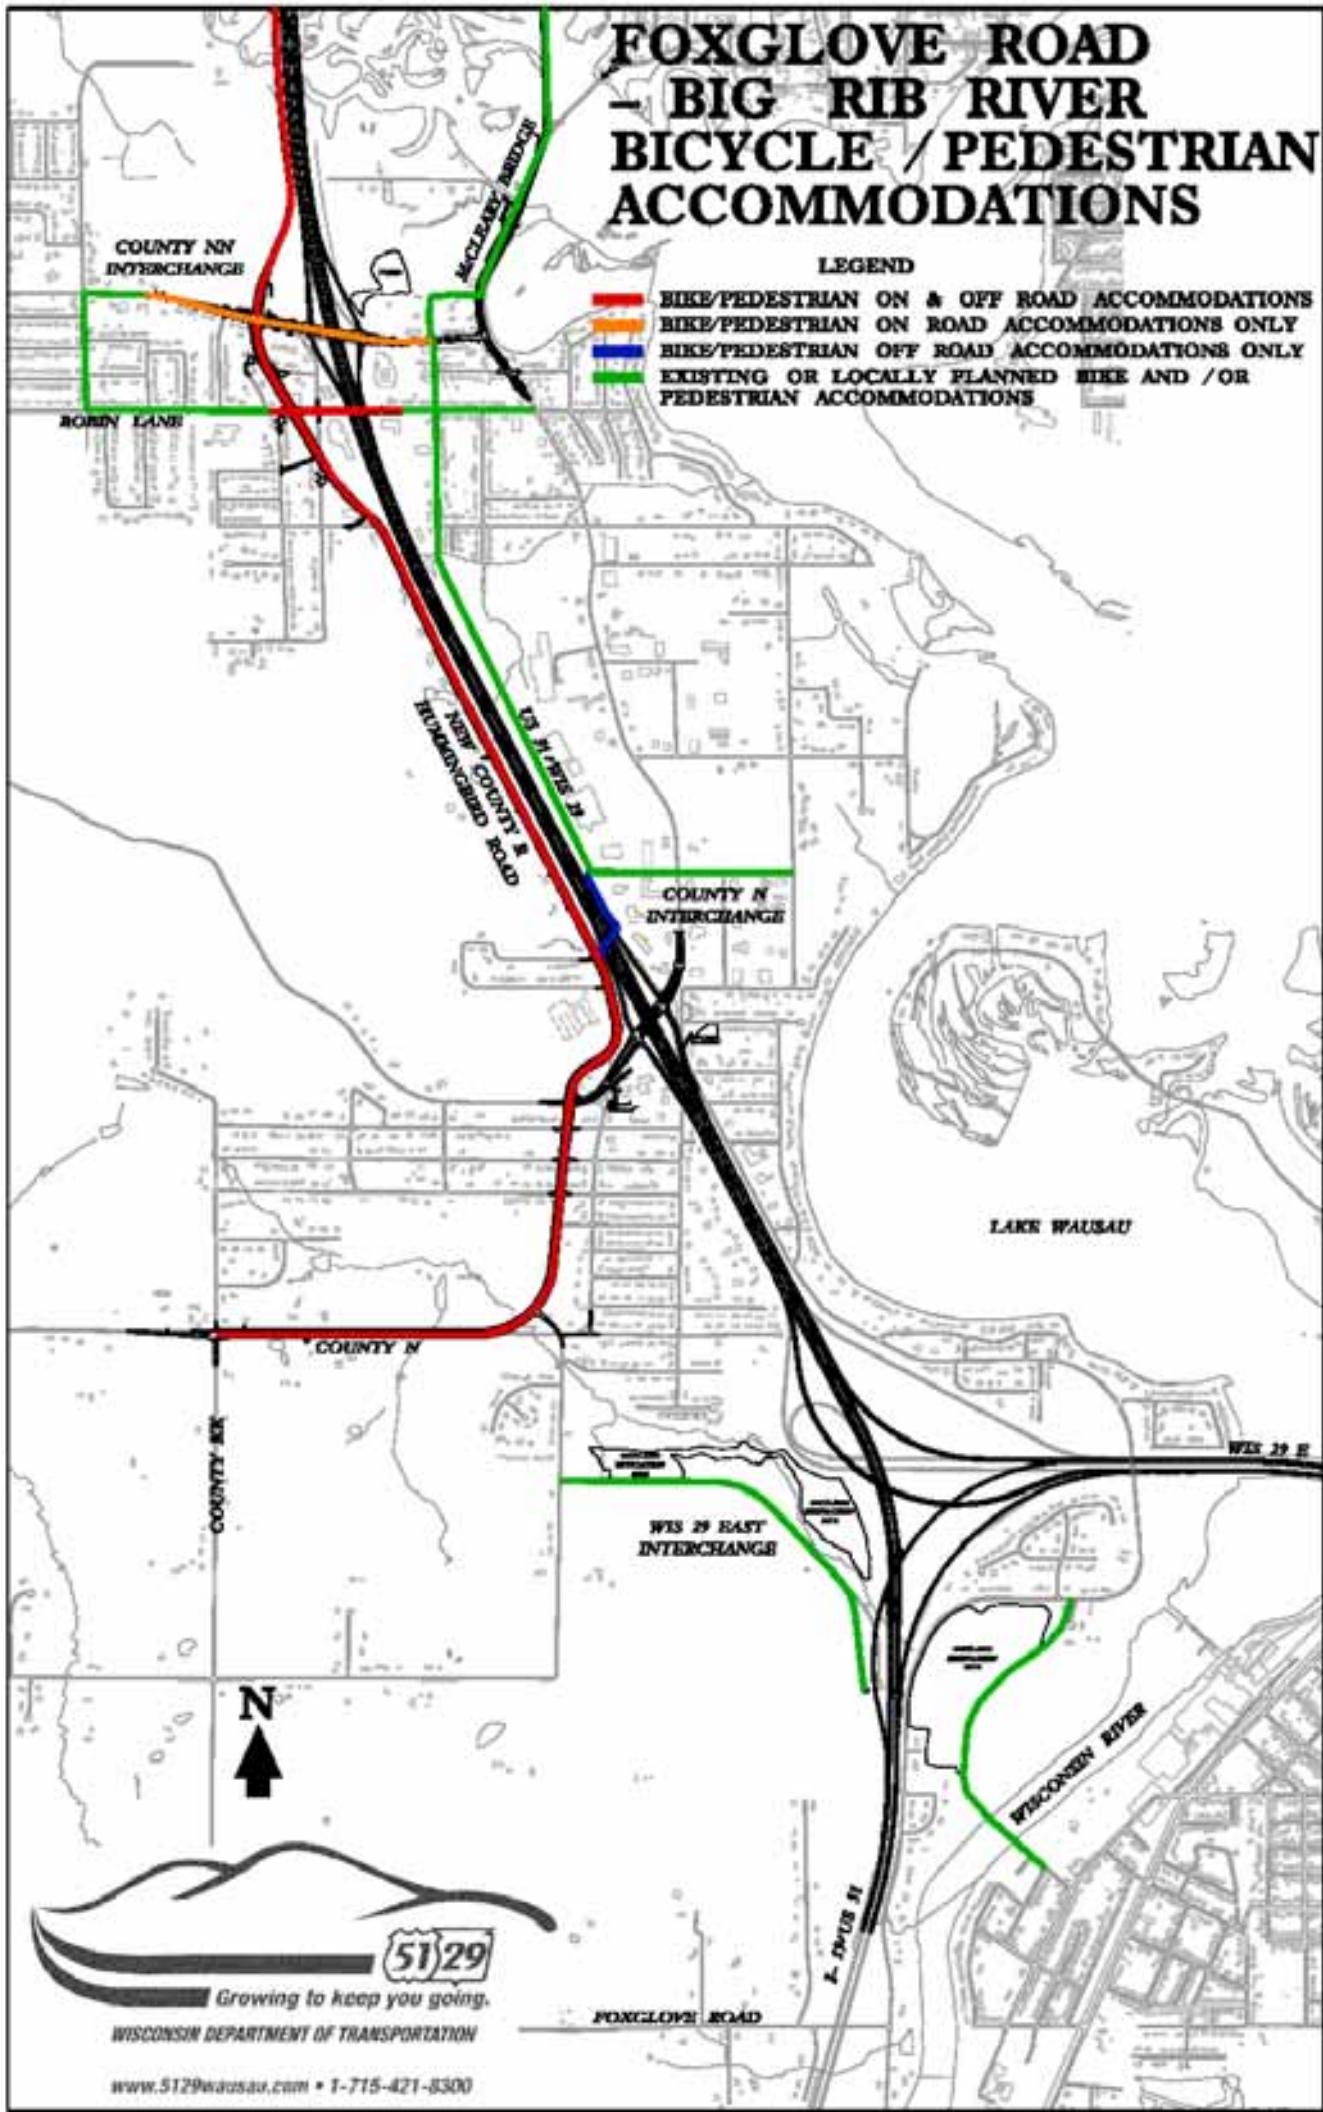 FOXGLOVE ROAD
– BIG RIB RIVER
BICYCLE / PEDESTRIAN
ACCOMMODATIONS
LEGEND
BIKE/PEDESTRIAN ON & OFF ROAD ACCOMMODATIONS
BIKE/PEDESTRIAN ON ROAD ACCOMMODATIONS ONLY
BIKE/PEDESTRIAN OFF ROAD ACCOMMODATIONS ONLY
EXISTING OR LOCALLY PLANNED BIKE AND /OR
PEDESTRIAN ACCOMMODATIONS
McCLEARY BRIDGE
COUNTY NN
INTERCHANGE
ROBIN LANE
US 51/WIS 29
NEW COUNTY R
HUMMINGBIRD ROAD
COUNTY N
INTERCHANGE
LAKE WAUSAU
COUNTY N
COUNTY KK
WIS 29 E
WIS 29 EAST
INTERCHANGE
N
WISCONSIN RIVER
I- 39/US 51
FOXGLOVE ROAD
51 29
Growing to keep you going.
WISCONSIN DEPARTMENT OF TRANSPORTATION
www.5129wausau.com • 1-715-421-8300